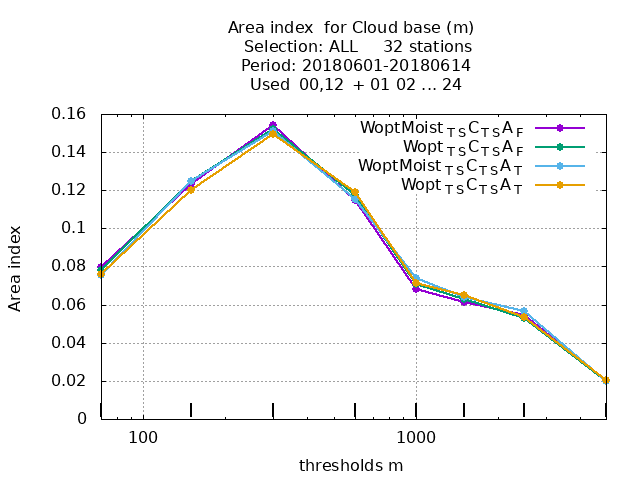 Area index  for Cloud base (m)
Selection: ALL     32 stations
Period: 20180601-20180614
Used  00,12  + 01 02 ... 24
0.16
0.14
0.12
0.1
0.08
0.06
0.04
0.02
0
Area index
WoptMoist TS C TS A F
Wopt TS C TS A F
WoptMoist TS C TS A T
Wopt TS C TS A T
100
1000
thresholds m